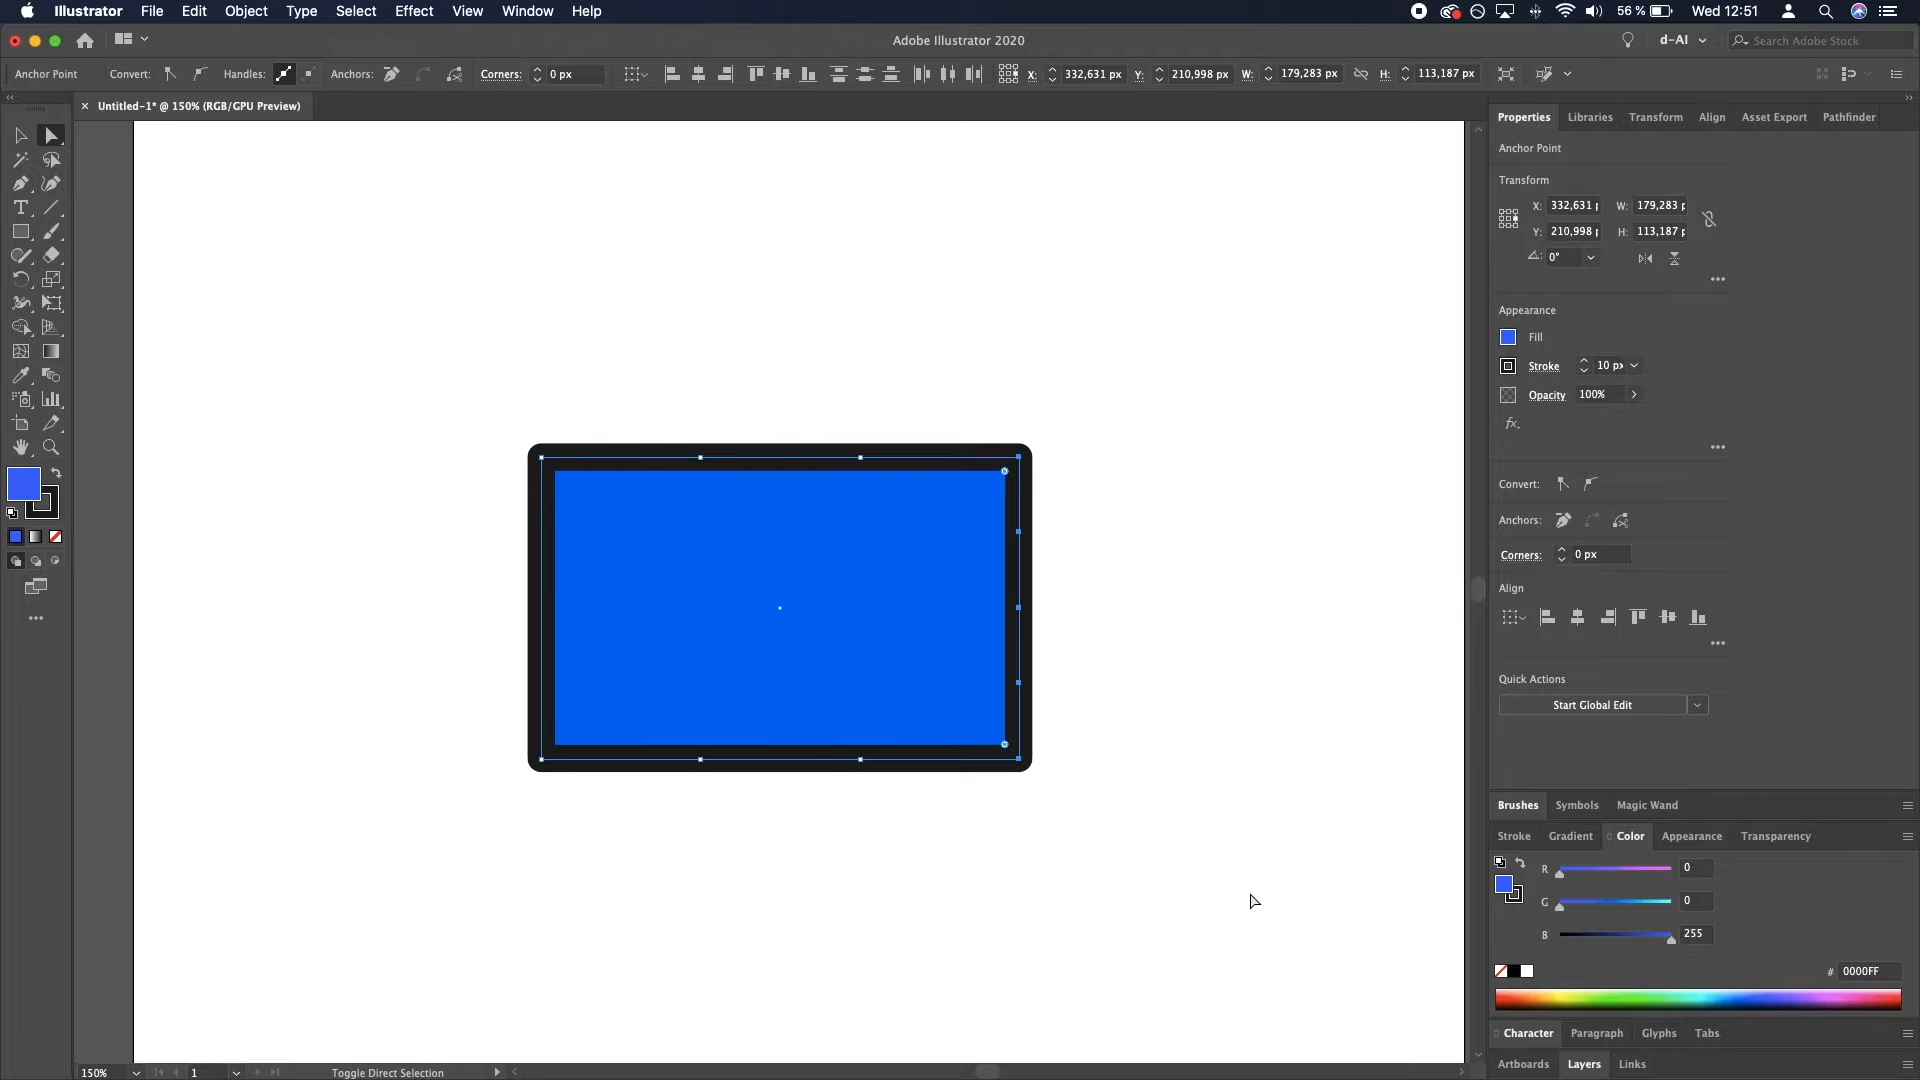 Illustrator File Edit Object Type Select Effect View Window Help 56 % Wed 12:51
Adobe Illustrator 2020 d-AI Search Adobe Stock
Anchor Point Convert: Handles: Anchors: Corners: 0 px X: 332,631 px Y: 210,998 px W: 179,283 px H: 113,187 px
Untitled-1* @ 150% (RGB/GPU Preview)
Properties Libraries Transform Align Asset Export Pathfinder
Anchor Point
Transform
X: 332,631 W: 179,283
Y: 210,998 H: 113,187
0°
Appearance
Fill
Stroke 10 px
Opacity 100%
fx.
Convert:
Anchors:
Corners: 0 px
Align
Quick Actions
Start Global Edit
Brushes Symbols Magic Wand
Stroke Gradient Color Appearance Transparency
R 0
G 0
B 255
# 0000FF
Character Paragraph Glyphs Tabs
Artboards Layers Links
150% 1 Toggle Direct Selection